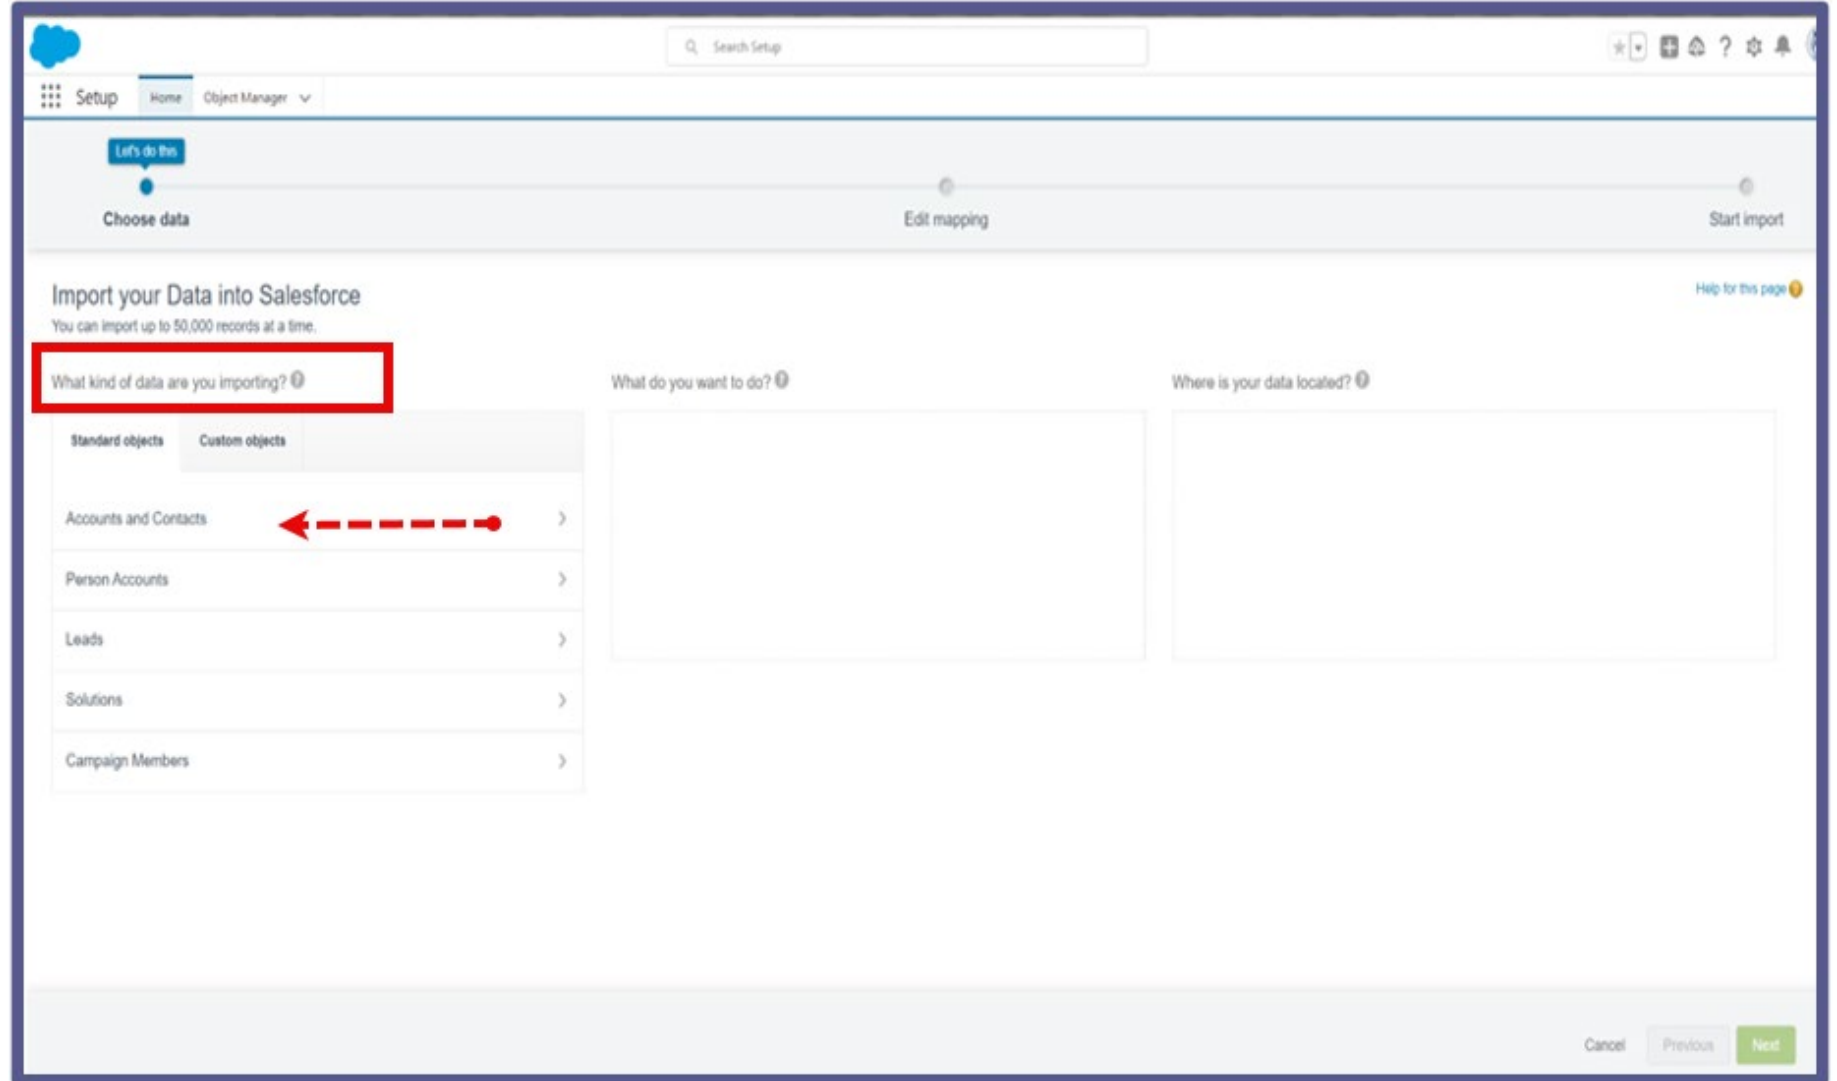 Search Setup
Setup Home Object Manager
Let's do this
Choose data Edit mapping Start import
Import your Data into Salesforce
Help for this page
You can import up to 50,000 records at a time.
What kind of data are you importing? What do you want to do? Where is your data located?
Standard objects Custom objects
Accounts and Contacts
Person Accounts
Leads
Solutions
Campaign Members
Cancel Previous Next